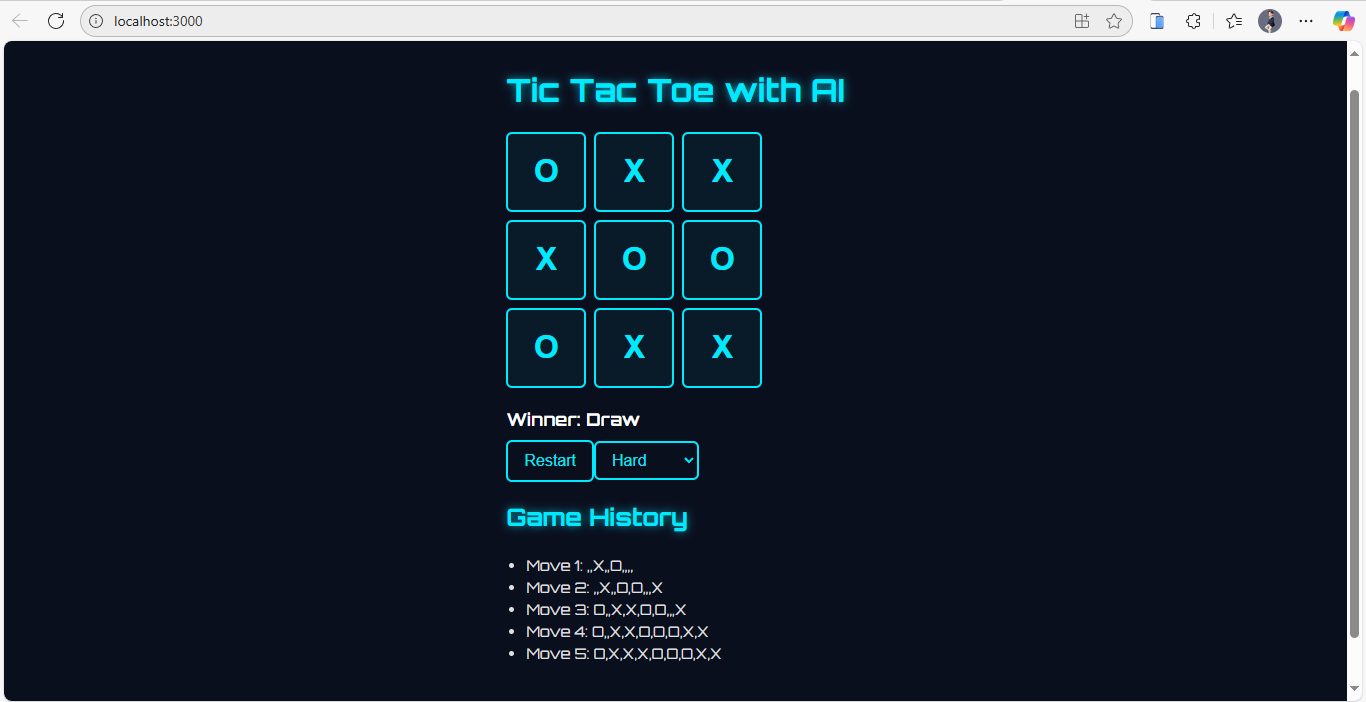 localhost:3000
Tic Tac Toe with AI
O X X
X O O
O X X
Winner: Draw
Restart Hard
Game History
• Move 1: ,,X,,O,,,,
• Move 2: ,,X,,O,O,,,X
• Move 3: O,,X,X,O,O,,,X
• Move 4: O,,X,X,O,O,O,X,X
• Move 5: O,X,X,X,O,O,O,X,X